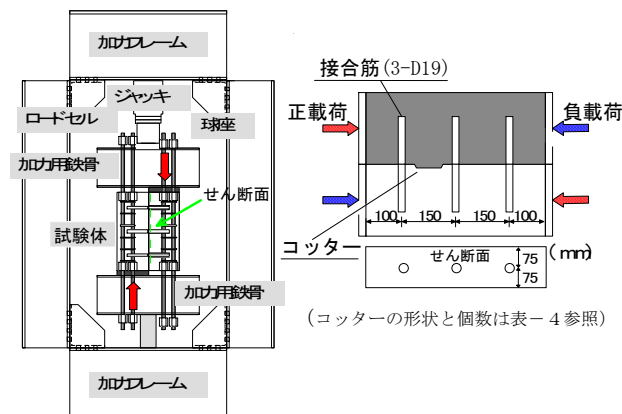 加力フレーム
ジャッキ
ロードセル
球座
加力用鉄骨
せん断面
試験体
加力用鉄骨
加力フレーム
接合筋(3-D19)
正載荷
負載荷
100
150
150
100
コッター
(mm)
せん断面
75
75
(コッターの形状と個数は表－4参照)